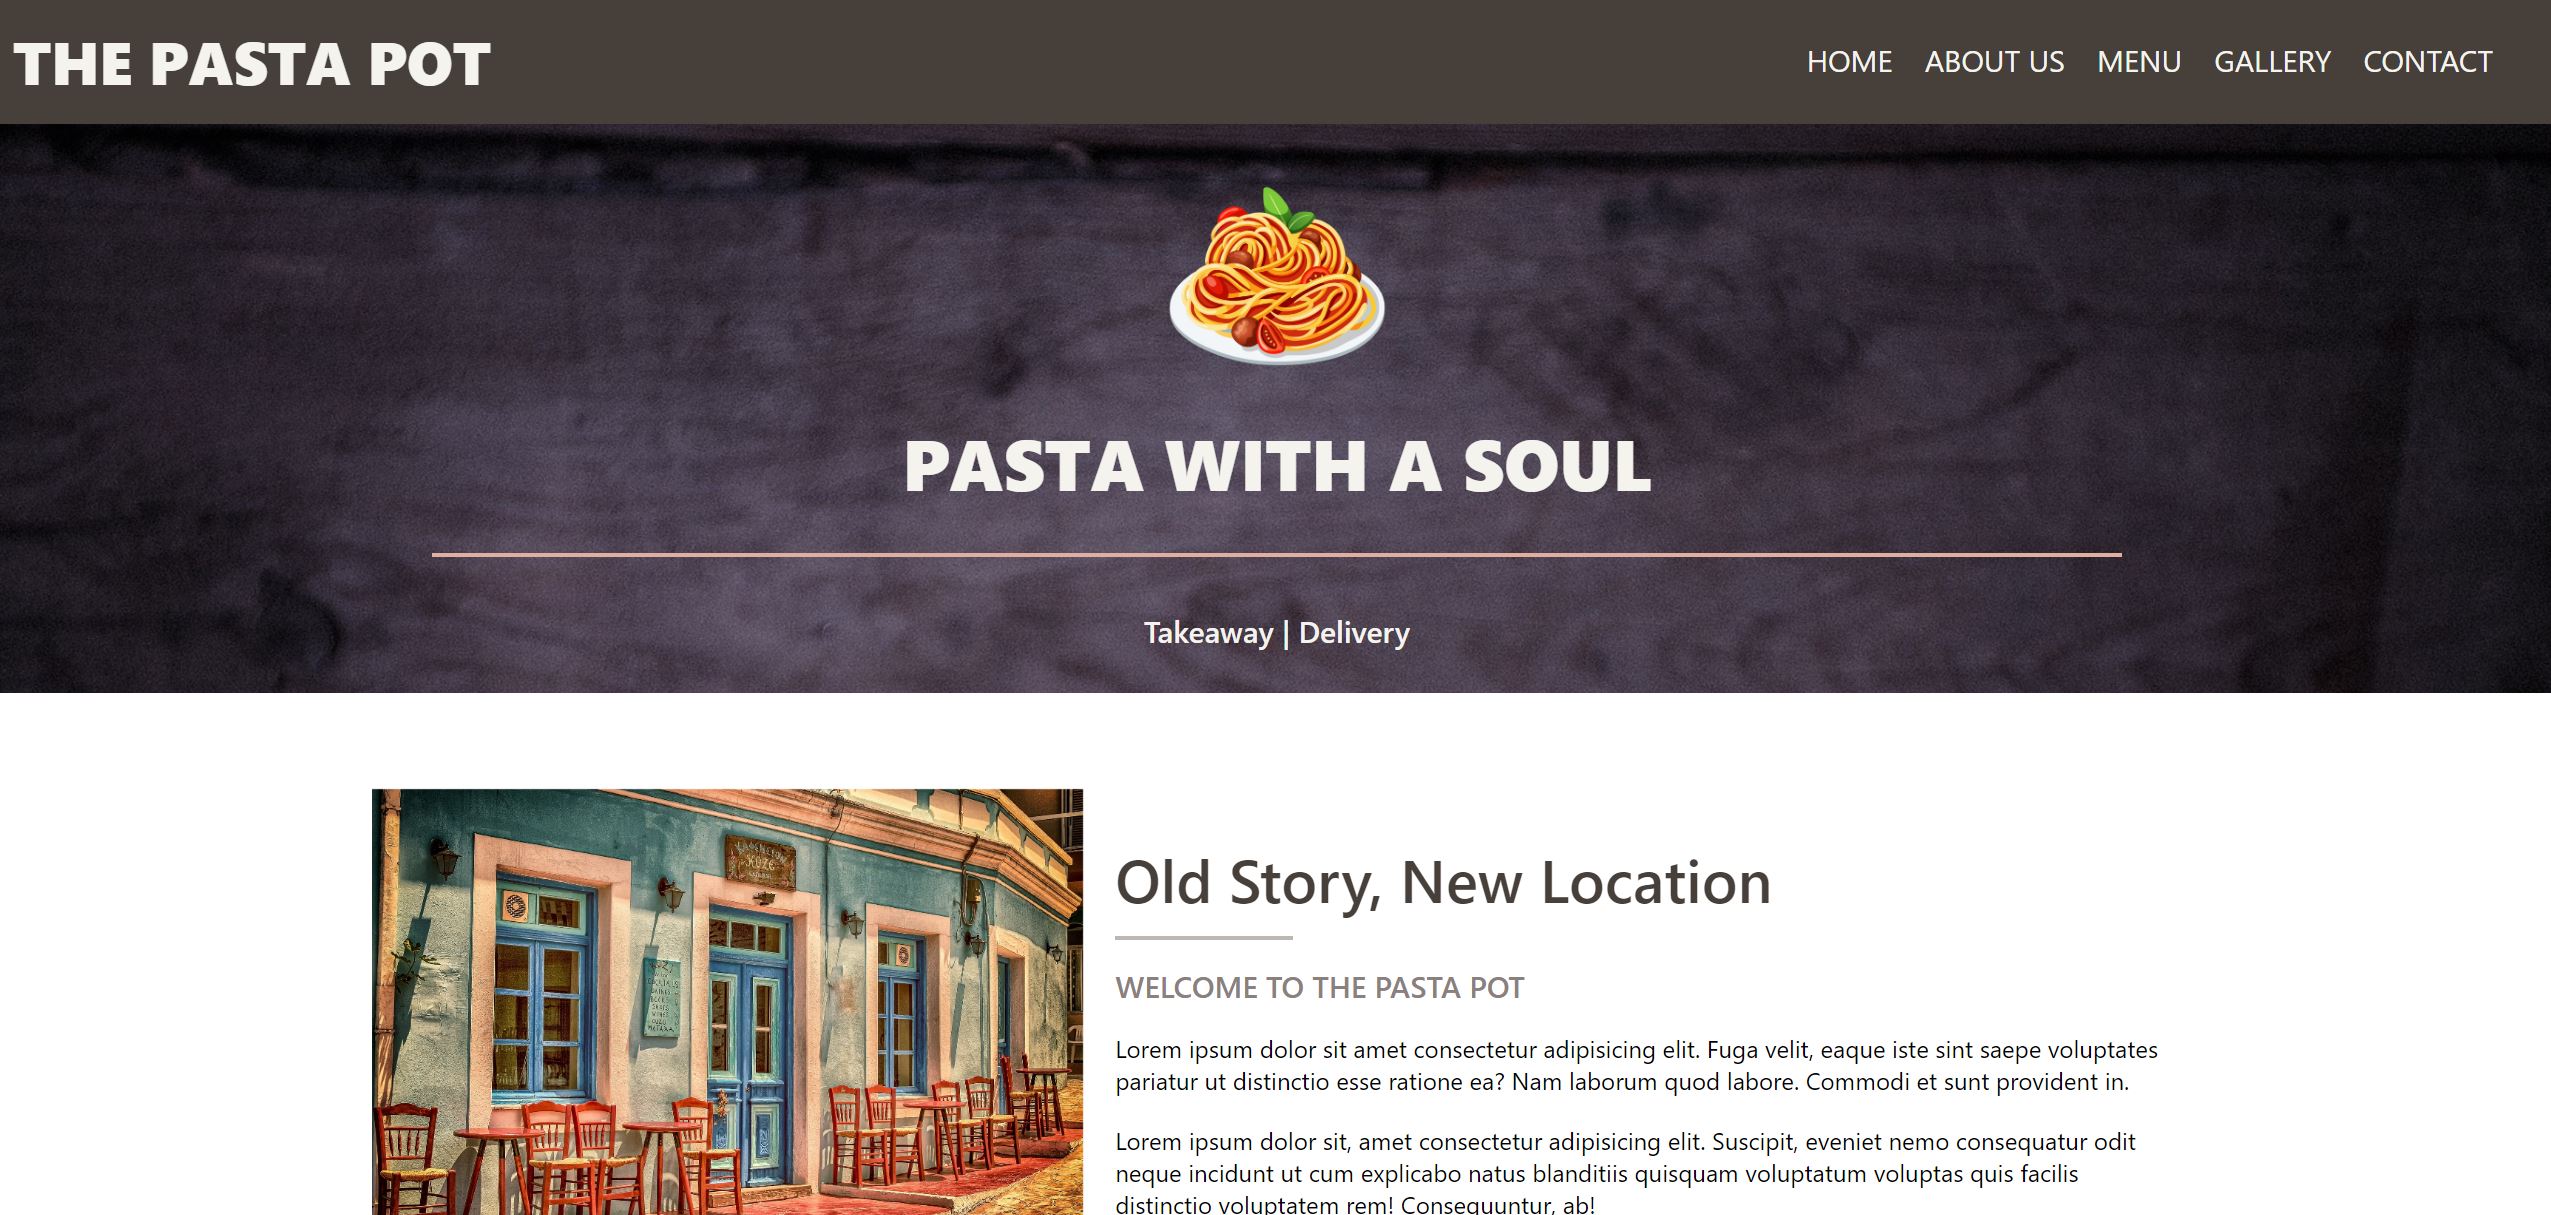 THE PASTA POT
HOME ABOUT US MENU GALLERY CONTACT
PASTA WITH A SOUL
Takeaway | Delivery
Old Story, New Location
WELCOME TO THE PASTA POT
Lorem ipsum dolor sit amet consectetur adipisicing elit. Fuga velit, eaque iste sint saepe voluptates
pariatur ut distinctio esse ratione ea? Nam laborum quod labore. Commodi et sunt provident in.
Lorem ipsum dolor sit, amet consectetur adipisicing elit. Suscipit, eveniet nemo consequatur odit
neque incidunt ut cum explicabo natus blanditiis quisquam voluptatum voluptas quis facilis
distinctio voluptatem rem! Consequuntur, ab!